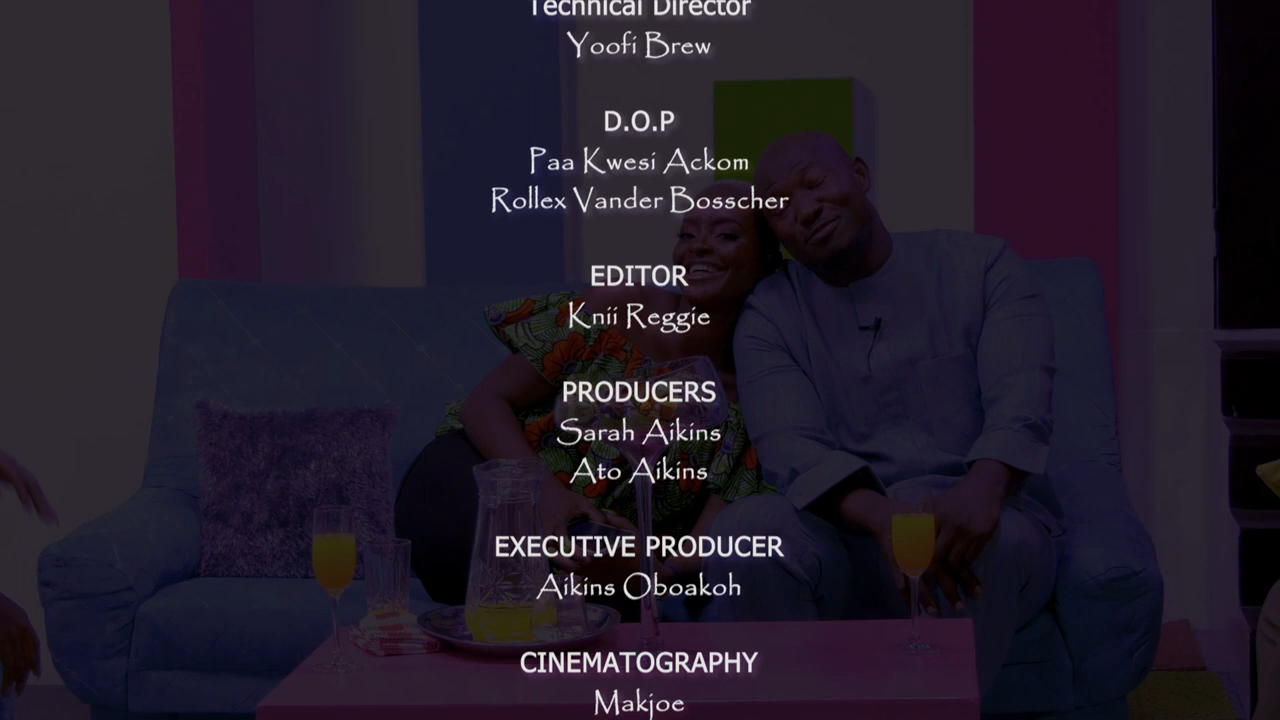 Technical Director
Yoofi Brew
D.O.P
Paa Kwesi Ackom
Rollex Vander Bosscher
EDITOR
Knii Reggie
PRODUCERS
Sarah Aikins
Ato Aikins
EXECUTIVE PRODUCER
Aikins Oboakoh
CINEMATOGRAPHY
Makjoe